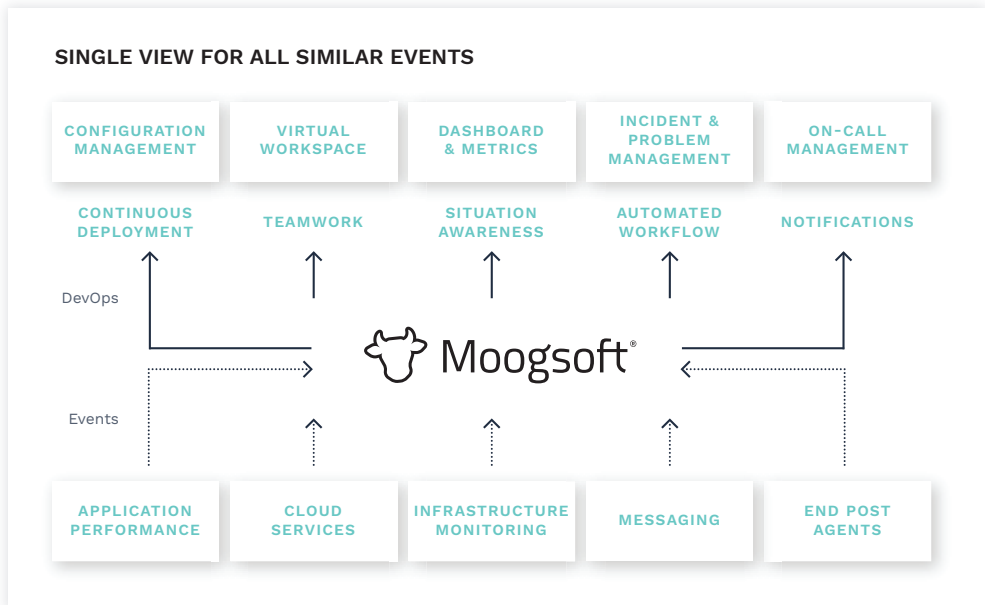 SINGLE VIEW FOR ALL SIMILAR EVENTS
CONFIGURATION
MANAGEMENT
VIRTUAL
WORKSPACE
DASHBOARD
& METRICS
INCIDENT &
PROBLEM
MANAGEMENT
ON-CALL
MANAGEMENT
CONTINUOUS
DEPLOYMENT
TEAMWORK
SITUATION
AWARENESS
AUTOMATED
WORKFLOW
NOTIFICATIONS
DevOps
Moogsoft®
Events
APPLICATION
PERFORMANCE
CLOUD
SERVICES
INFRASTRUCTURE
MONITORING
MESSAGING
END POST
AGENTS